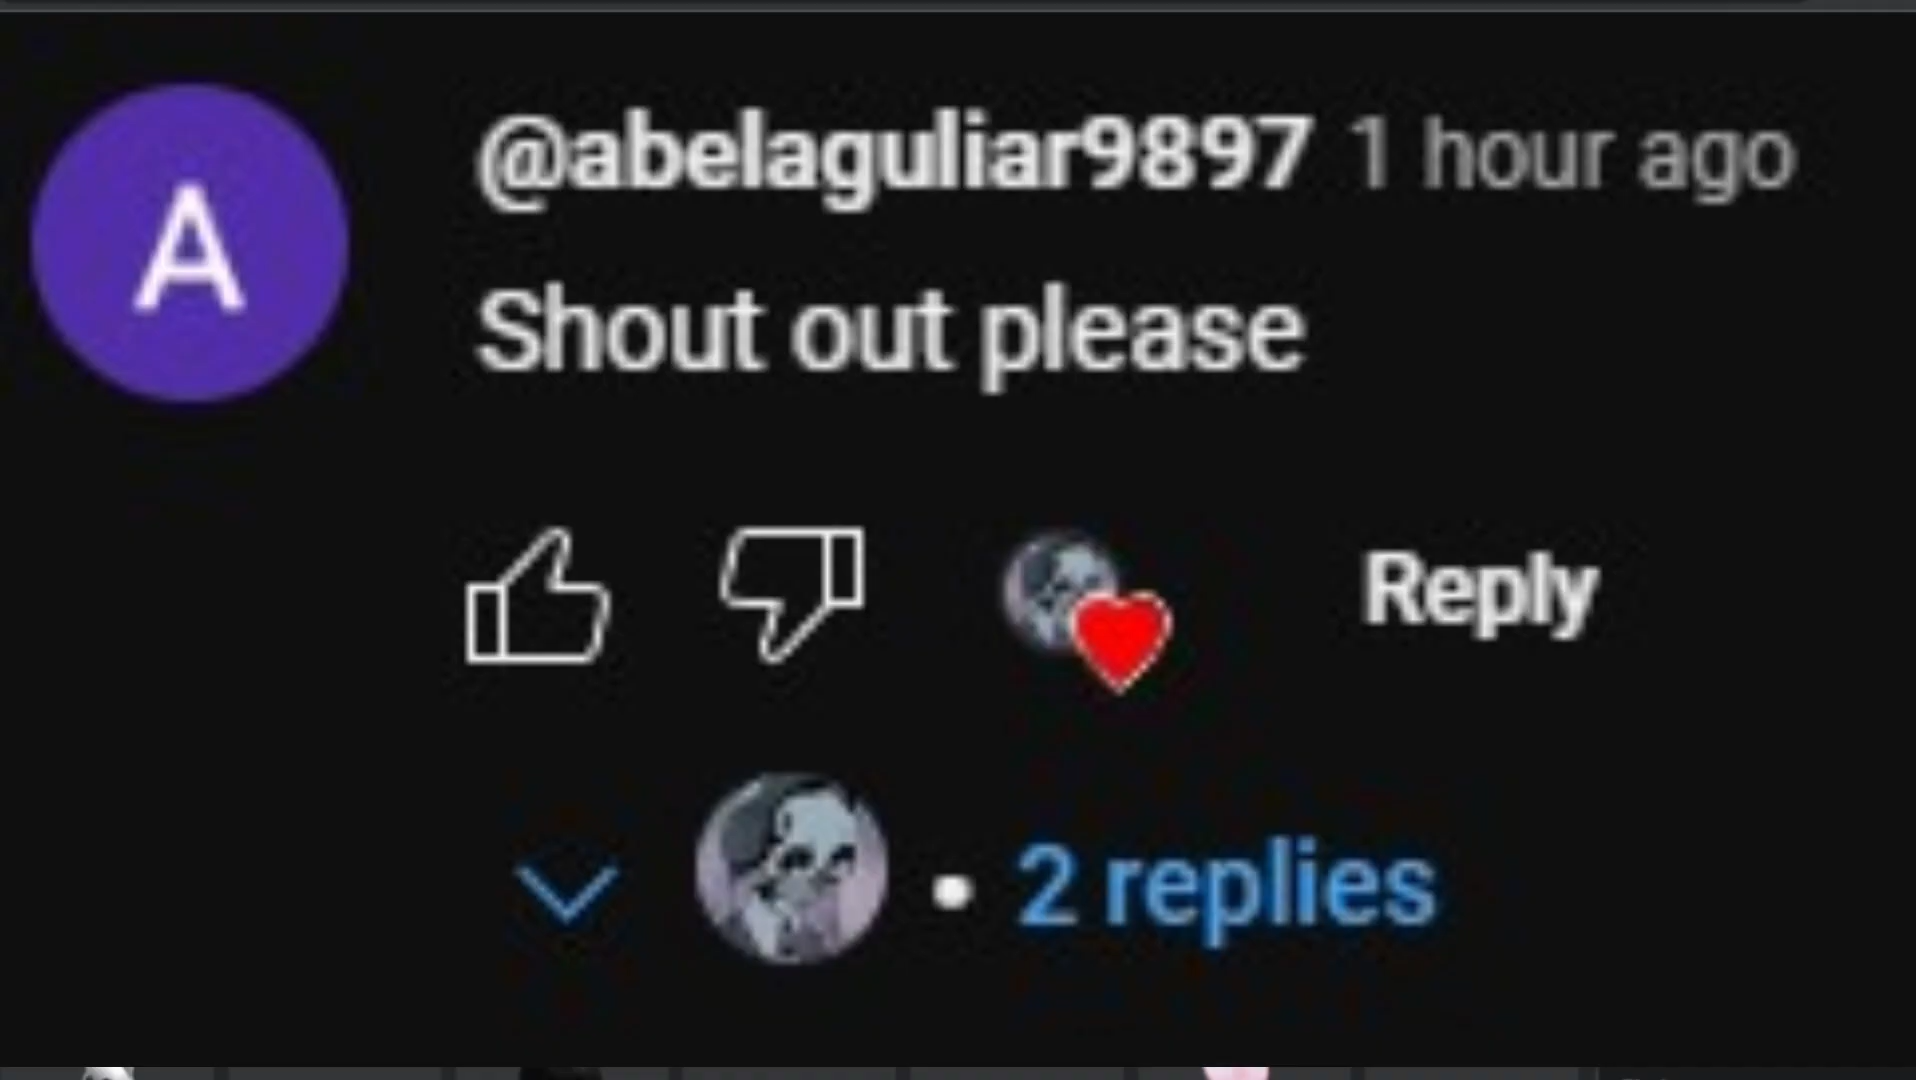 A
@abelaguliar9897 1 hour ago
Shout out please
Reply
2 replies